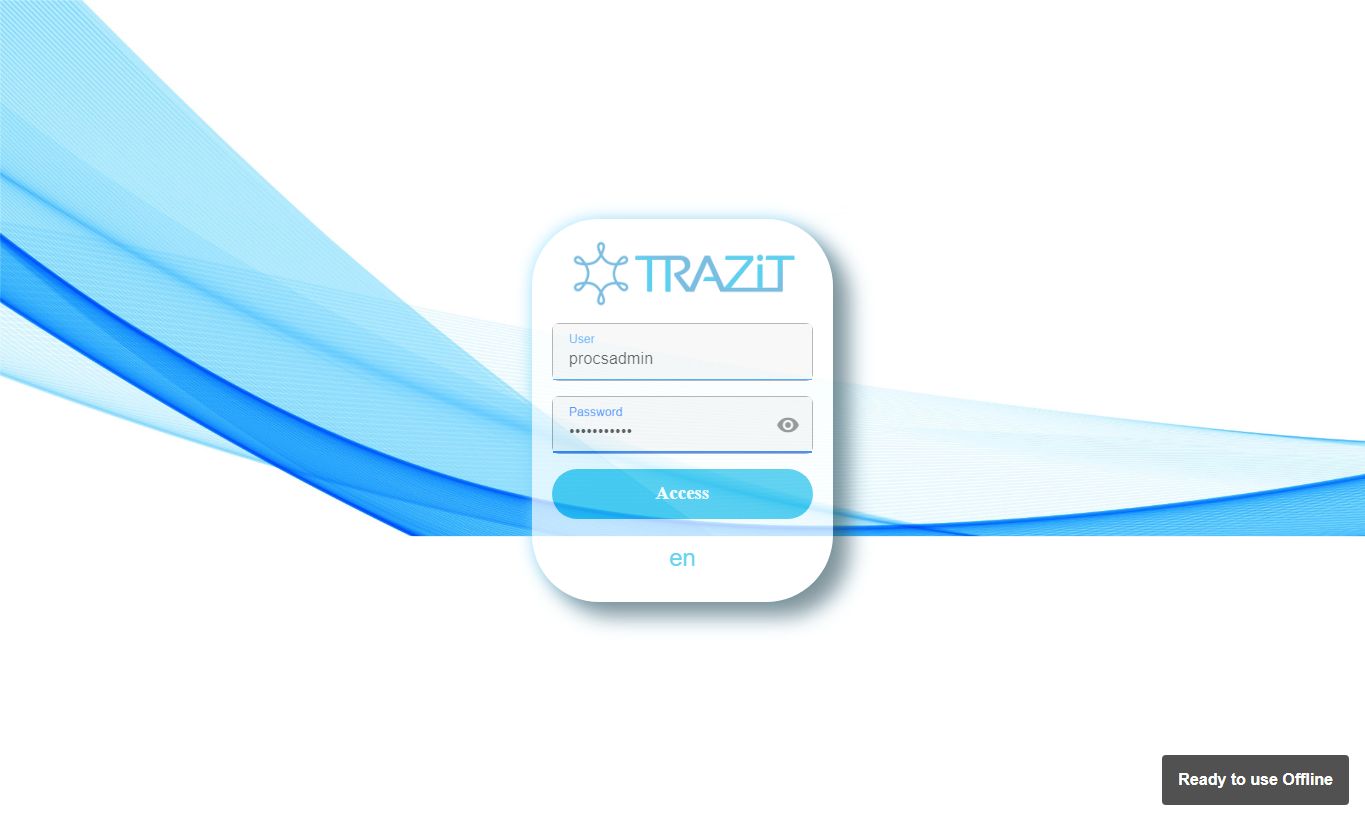 TRAZiT
User
procsadmin
Password
•••••••••••
Access
en
Ready to use Offline